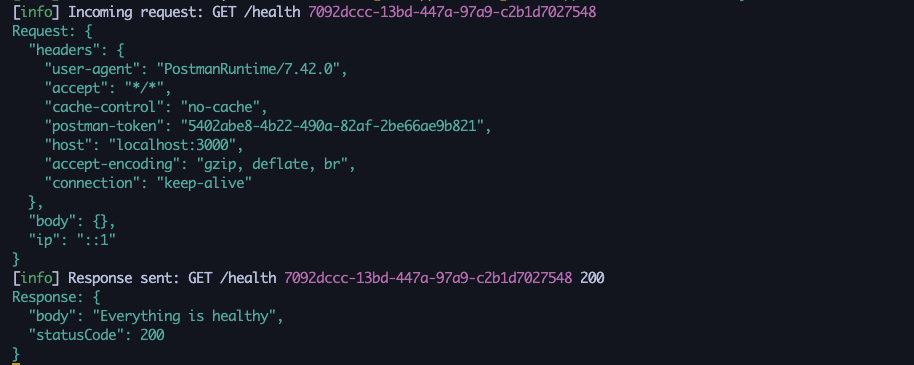 [info] Incoming request: GET /health 7092dccc-13bd-447a-97a9-c2b1d7027548
Request: {
  "headers": {
    "user-agent": "PostmanRuntime/7.42.0",
    "accept": "*/*",
    "cache-control": "no-cache",
    "postman-token": "5402abe8-4b22-490a-82af-2be66ae9b821",
    "host": "localhost:3000",
    "accept-encoding": "gzip, deflate, br",
    "connection": "keep-alive"
  },
  "body": {},
  "ip": "::1"
}
[info] Response sent: GET /health 7092dccc-13bd-447a-97a9-c2b1d7027548 200
Response: {
  "body": "Everything is healthy",
  "statusCode": 200
}